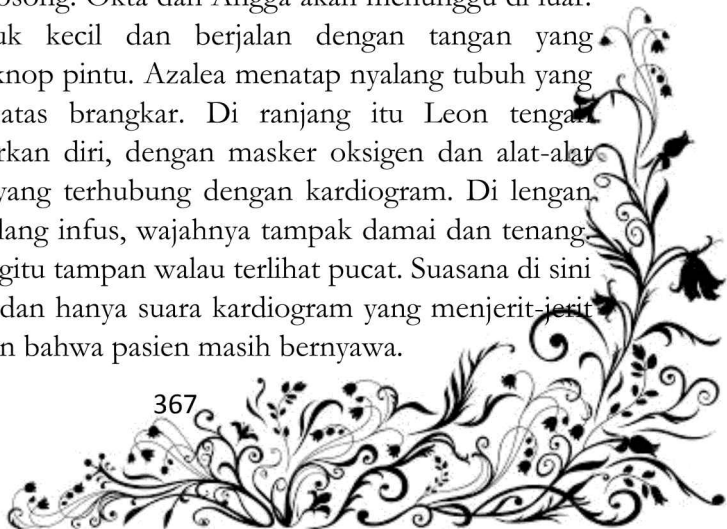 osong. Okta dan Angga akan menunggu di luar.
uk kecil dan berjalan dengan tangan yang
knop pintu. Azalea menatap nyalang tubuh yang
atas brangkar. Di ranjang itu Leon tengah
rkan diri, dengan masker oksigen dan alat-alat
yang terhubung dengan kardiogram. Di lengan
lang infus, wajahnya tampak damai dan tenang.
gitu tampan walau terlihat pucat. Suasana di sini
dan hanya suara kardiogram yang menjerit-jerit
n bahwa pasien masih bernyawa.
367